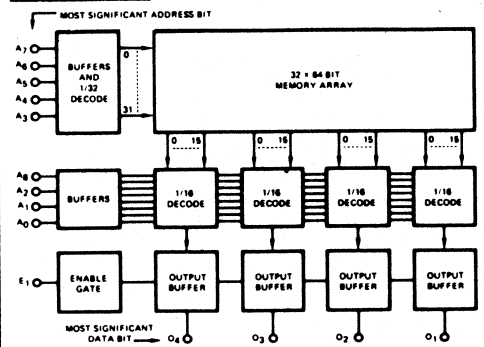 MOST SIGNIFICANT ADDRESS BIT
A7
A6
A5
A4
A3
BUFFERS
AND
1/32
DECODE
0
31
32 × 64 BIT
MEMORY ARRAY
0 15
0 15
0 15
0 15
A8
A2
A1
A0
BUFFERS
1/16
DECODE
1/16
DECODE
1/16
DECODE
1/16
DECODE
E1
ENABLE
GATE
OUTPUT
BUFFER
OUTPUT
BUFFER
OUTPUT
BUFFER
OUTPUT
BUFFER
MOST SIGNIFICANT
DATA BIT
O4
O3
O2
O1